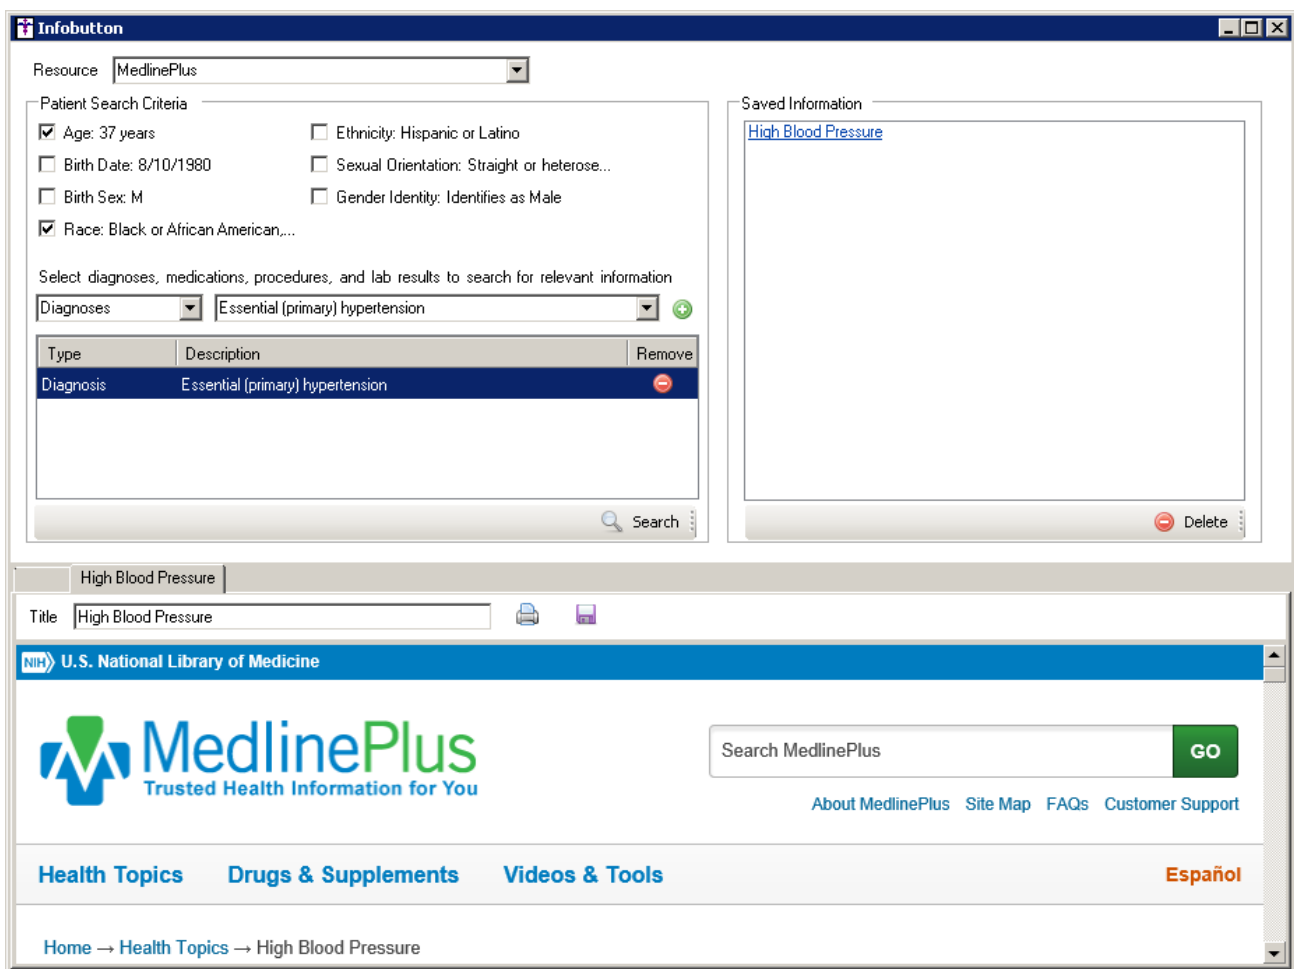 Infobutton
Resource MedlinePlus
Patient Search Criteria
Age: 37 years
Ethnicity: Hispanic or Latino
Birth Date: 8/10/1980
Sexual Orientation: Straight or heterose...
Birth Sex: M
Gender Identity: Identifies as Male
Race: Black or African American,...
Select diagnoses, medications, procedures, and lab results to search for relevant information
Diagnoses Essential (primary) hypertension
Type Description Remove
Diagnosis Essential (primary) hypertension
Search
Saved Information
High Blood Pressure
Delete
High Blood Pressure
Title High Blood Pressure
NIH U.S. National Library of Medicine
MedlinePlus
Trusted Health Information for You
Search MedlinePlus GO
About MedlinePlus Site Map FAQs Customer Support
Health Topics Drugs & Supplements Videos & Tools Español
Home → Health Topics → High Blood Pressure